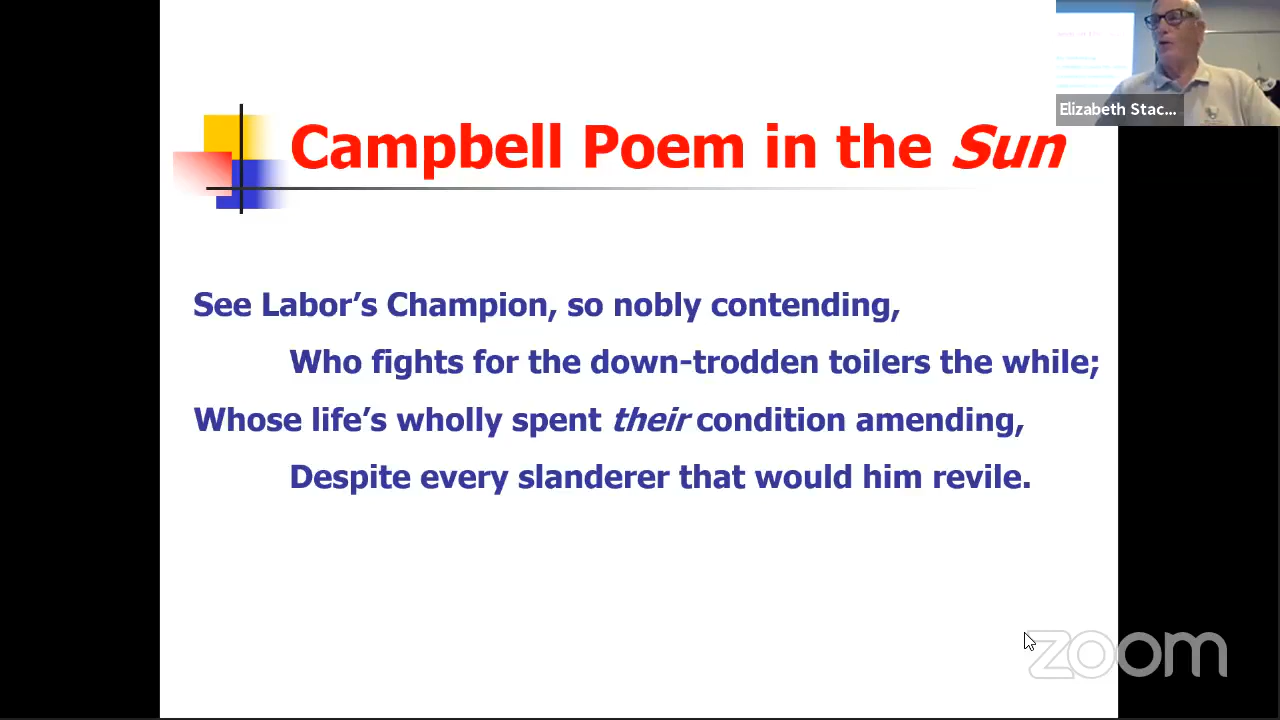 Campbell Poem in the Sun
Elizabeth Stac...
See Labor’s Champion, so nobly contending,
Who fights for the down-trodden toilers the while;
Whose life’s wholly spent their condition amending,
Despite every slanderer that would him revile.
zoom